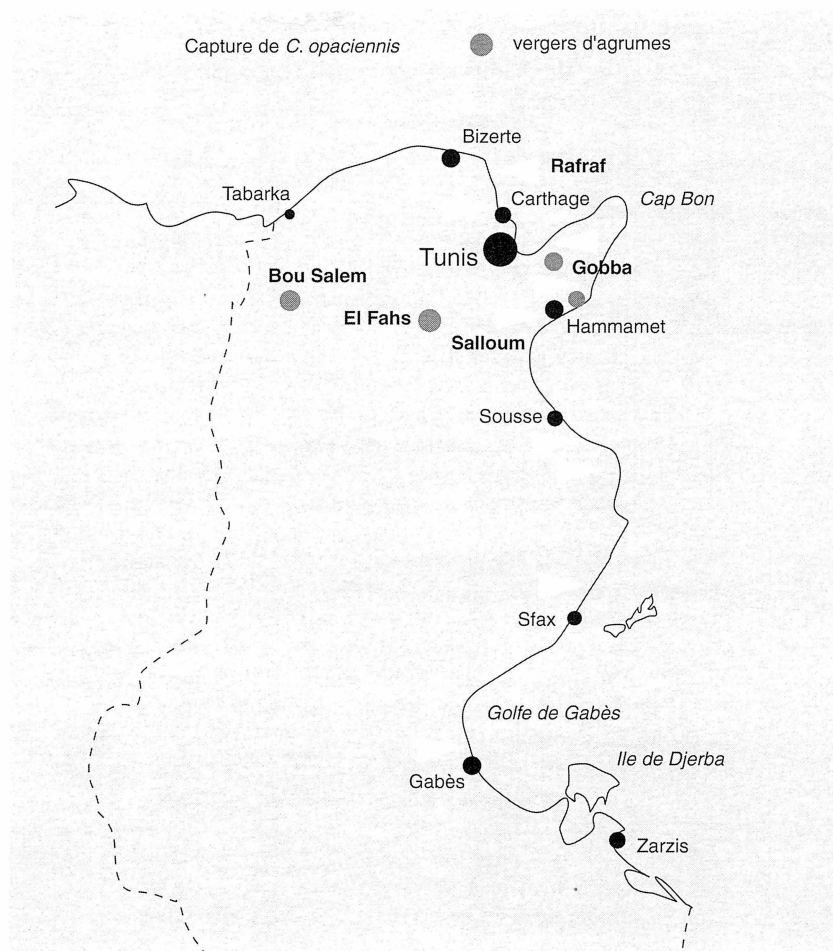 Capture de C. opaciennis
vergers d'agrumes
Bizerte
Rafraf
Tabarka
Carthage
Cap Bon
Tunis
Gobba
Bou Salem
El Fahs
Hammamet
Salloum
Sousse
Sfax
Golfe de Gabès
Ile de Djerba
Gabès
Zarzis